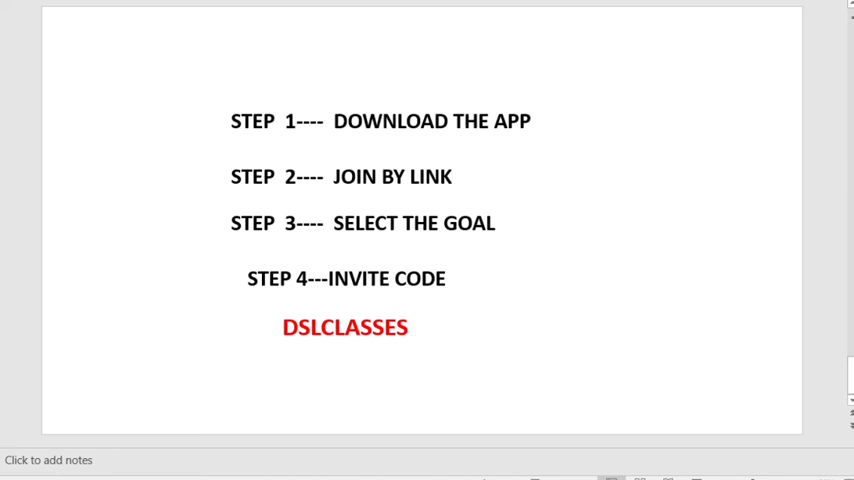 STEP 1---- DOWNLOAD THE APP
STEP 2---- JOIN BY LINK
STEP 3---- SELECT THE GOAL
STEP 4---INVITE CODE
DSLCLASSES
Click to add notes